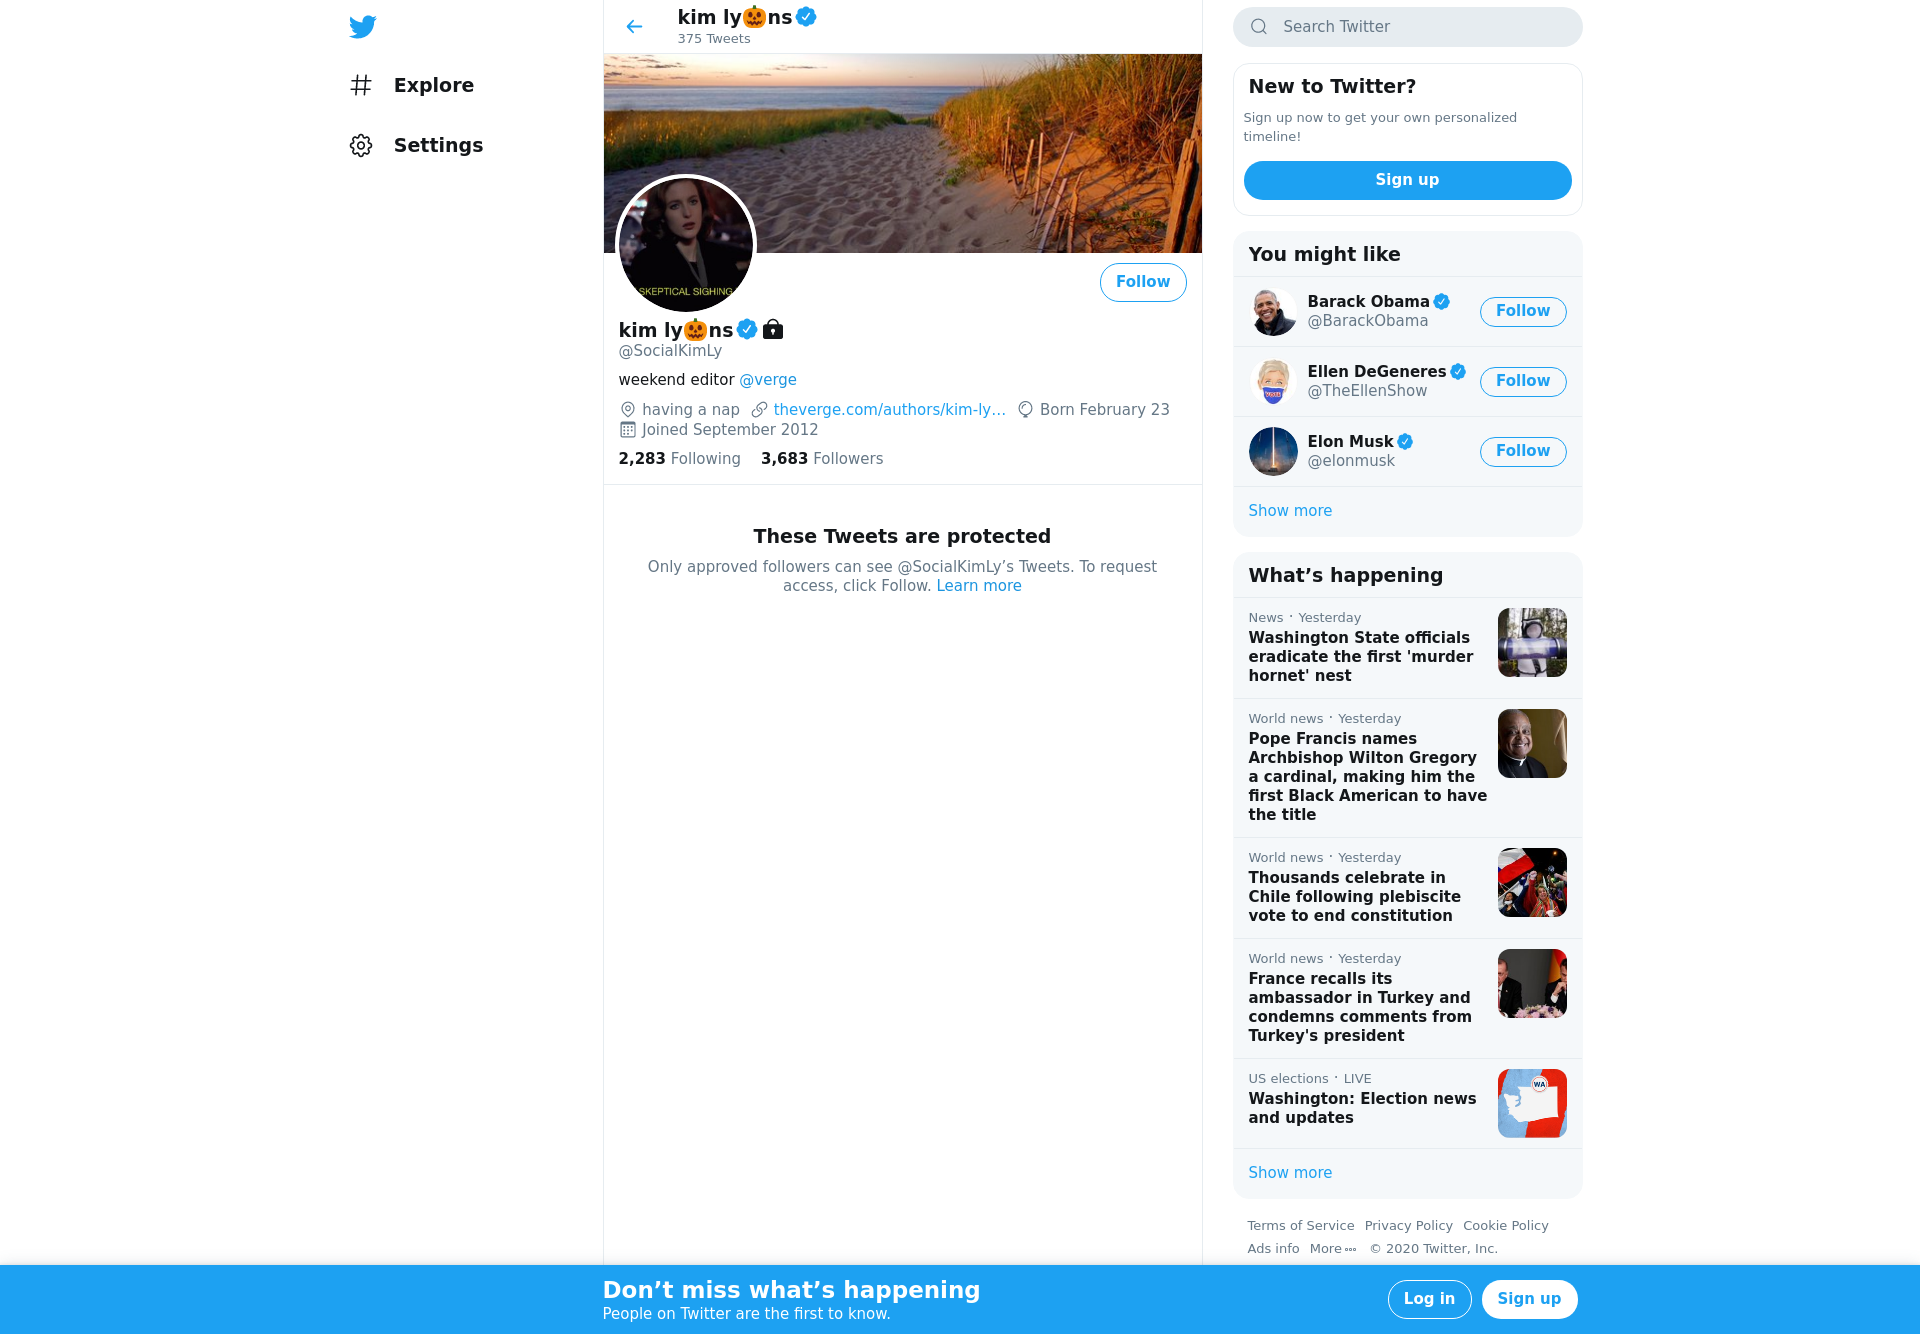 Explore
Settings
kim ly🎃ns
375 Tweets
SKEPTICAL SIGHING
Follow
kim ly🎃ns
@SocialKimLy
weekend editor @verge
having a nap theverge.com/authors/kim-ly… Born February 23
Joined September 2012
2,283 Following 3,683 Followers
These Tweets are protected
Only approved followers can see @SocialKimLy’s Tweets. To request
access, click Follow. Learn more
Search Twitter
New to Twitter?
Sign up now to get your own personalized
timeline!
Sign up
You might like
Barack Obama
@BarackObama
Follow
Ellen DeGeneres
@TheEllenShow
Follow
Elon Musk
@elonmusk
Follow
Show more
What’s happening
News · Yesterday
Washington State officials
eradicate the first 'murder
hornet' nest
World news · Yesterday
Pope Francis names
Archbishop Wilton Gregory
a cardinal, making him the
first Black American to have
the title
World news · Yesterday
Thousands celebrate in
Chile following plebiscite
vote to end constitution
World news · Yesterday
France recalls its
ambassador in Turkey and
condemns comments from
Turkey's president
US elections · LIVE
Washington: Election news
and updates
WA
Show more
Terms of Service Privacy Policy Cookie Policy
Ads info More © 2020 Twitter, Inc.
Don’t miss what’s happening
People on Twitter are the first to know.
Log in
Sign up